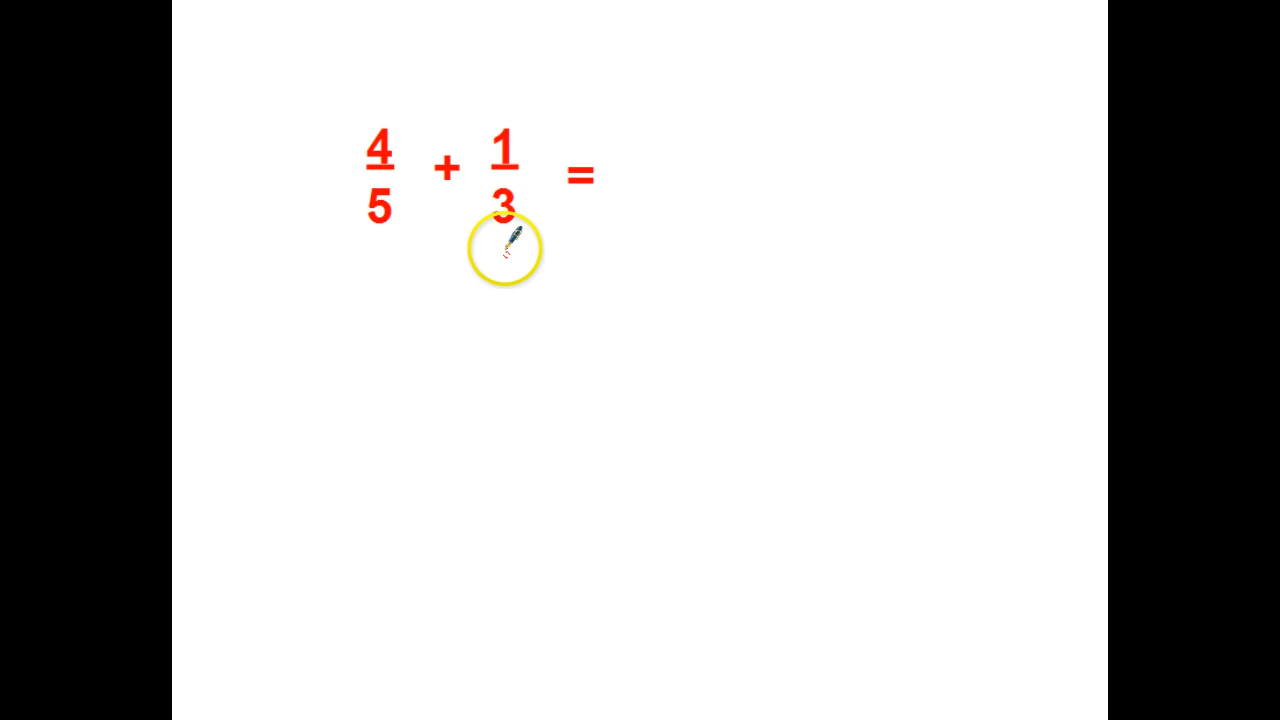 4/5 + 1/3 =